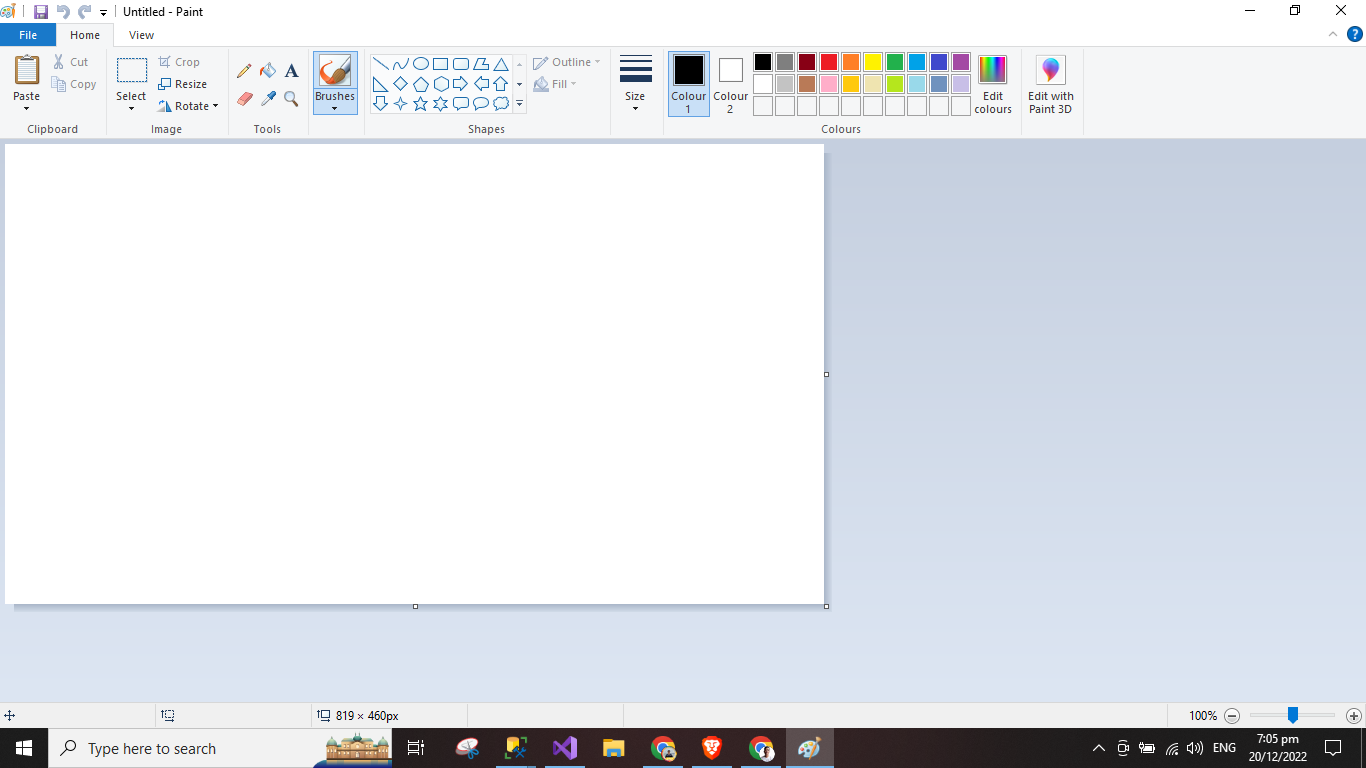 Untitled - Paint
File Home View
Paste
Cut
Copy
Clipboard
Select
Crop
Resize
Rotate
Image
A
Tools
Brushes
Outline
Fill
Shapes
Size
Colour 1
Colour 2
Edit colours
Colours
Edit with Paint 3D
819 × 460px
100%
Type here to search
ENG
7:05 pm
20/12/2022